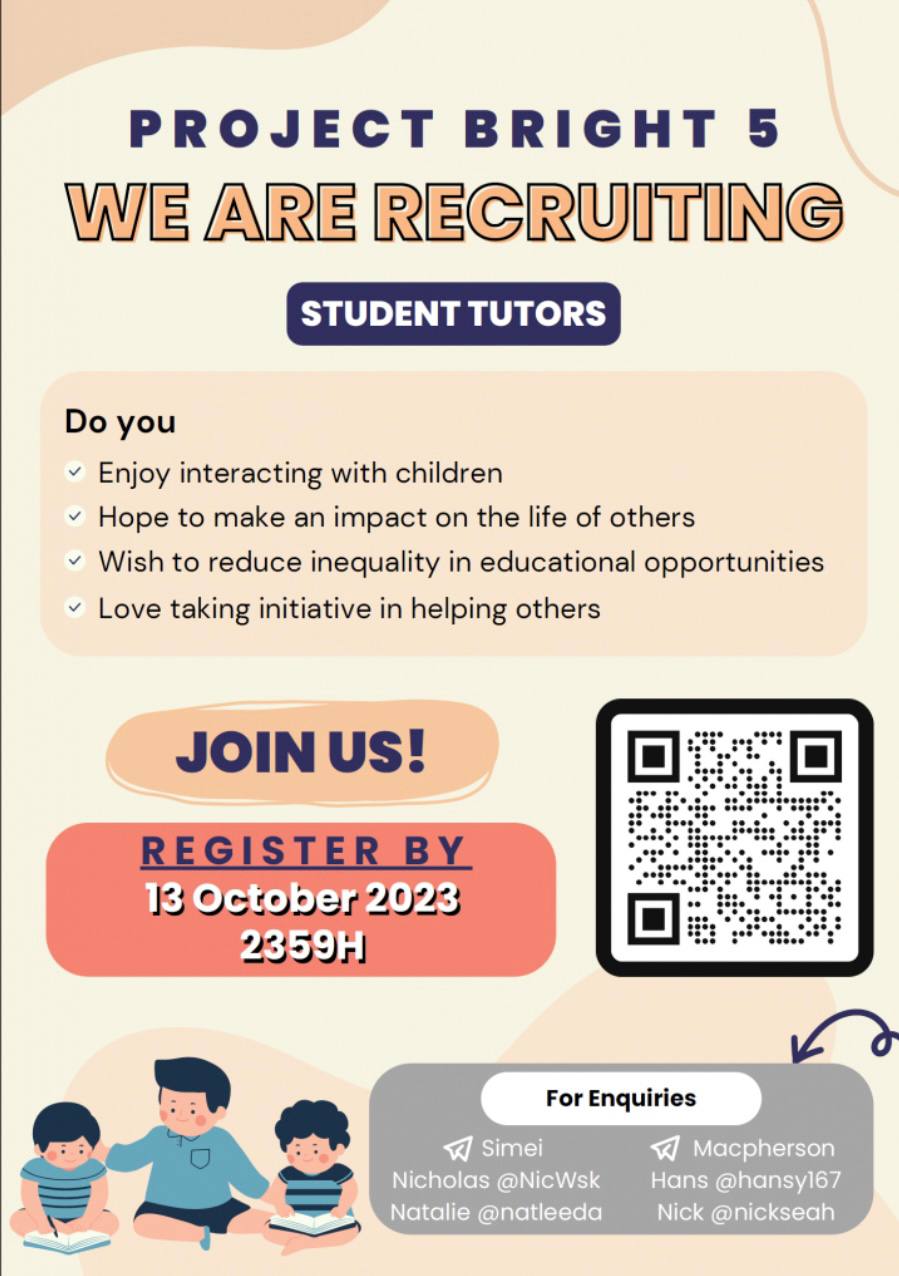 PROJECT BRIGHT 5
WE ARE RECRUITING
STUDENT TUTORS
Do you
Enjoy interacting with children
Hope to make an impact on the life of others
Wish to reduce inequality in educational opportunities
Love taking initiative in helping others
JOIN US!
REGISTER BY
13 October 2023
2359H
For Enquiries
Simei
Nicholas @NicWsk
Natalie @natleeda
Macpherson
Hans @hansy167
Nick @nickseah